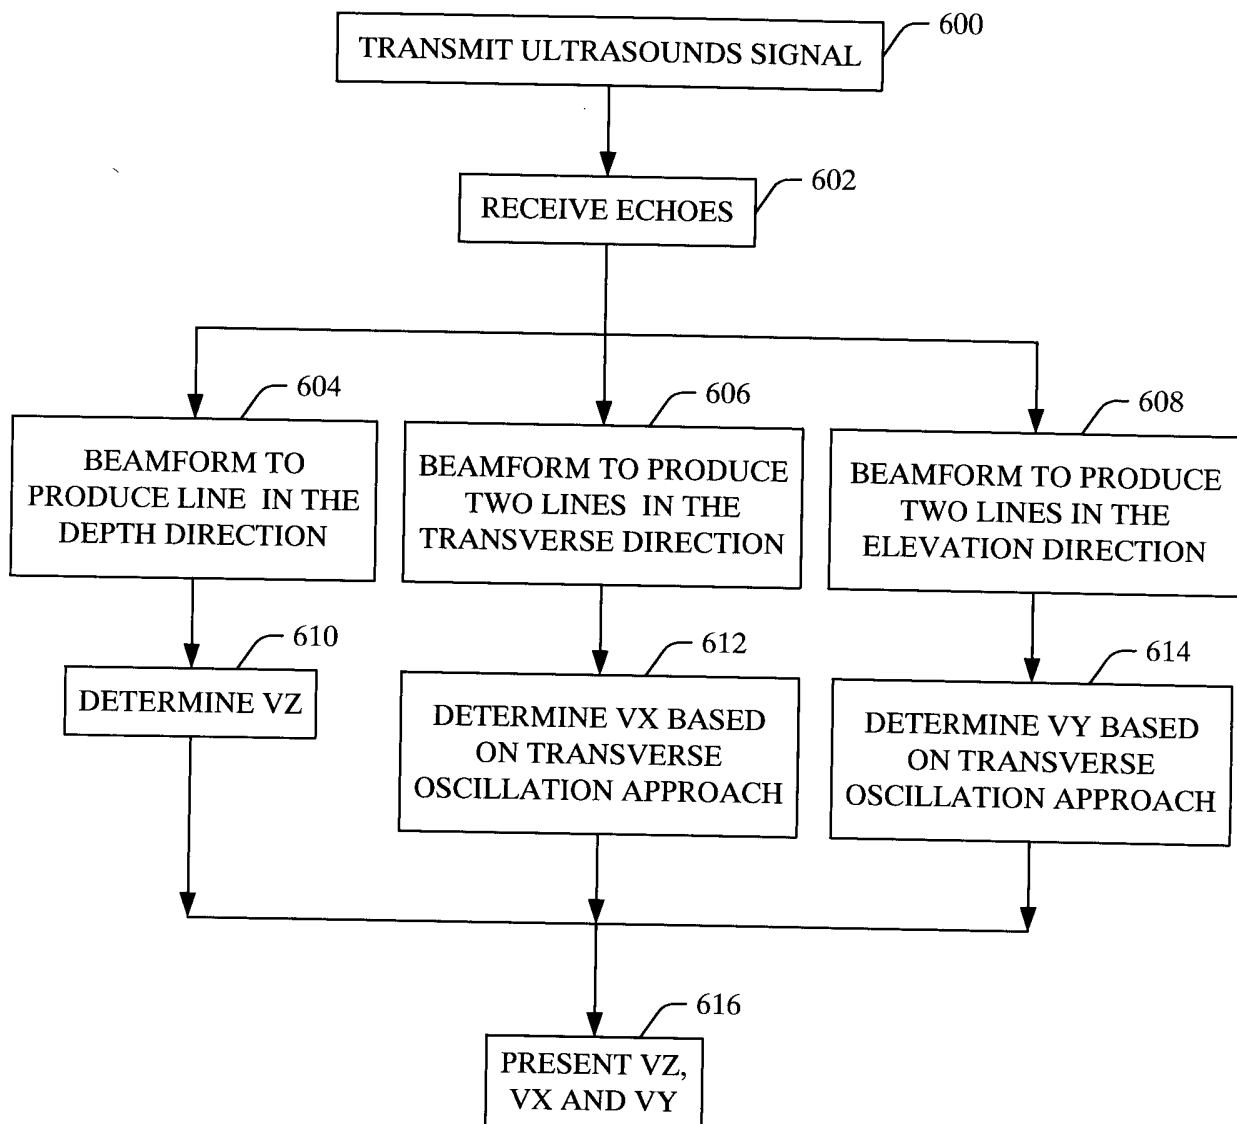 TRANSMIT ULTRASOUNDS SIGNAL
600
RECEIVE ECHOES
602
604
BEAMFORM TO
PRODUCE LINE IN THE
DEPTH DIRECTION
606
BEAMFORM TO PRODUCE
TWO LINES IN THE
TRANSVERSE DIRECTION
608
BEAMFORM TO PRODUCE
TWO LINES IN THE
ELEVATION DIRECTION
610
DETERMINE VZ
612
DETERMINE VX BASED
ON TRANSVERSE
OSCILLATION APPROACH
614
DETERMINE VY BASED
ON TRANSVERSE
OSCILLATION APPROACH
616
PRESENT VZ,
VX AND VY